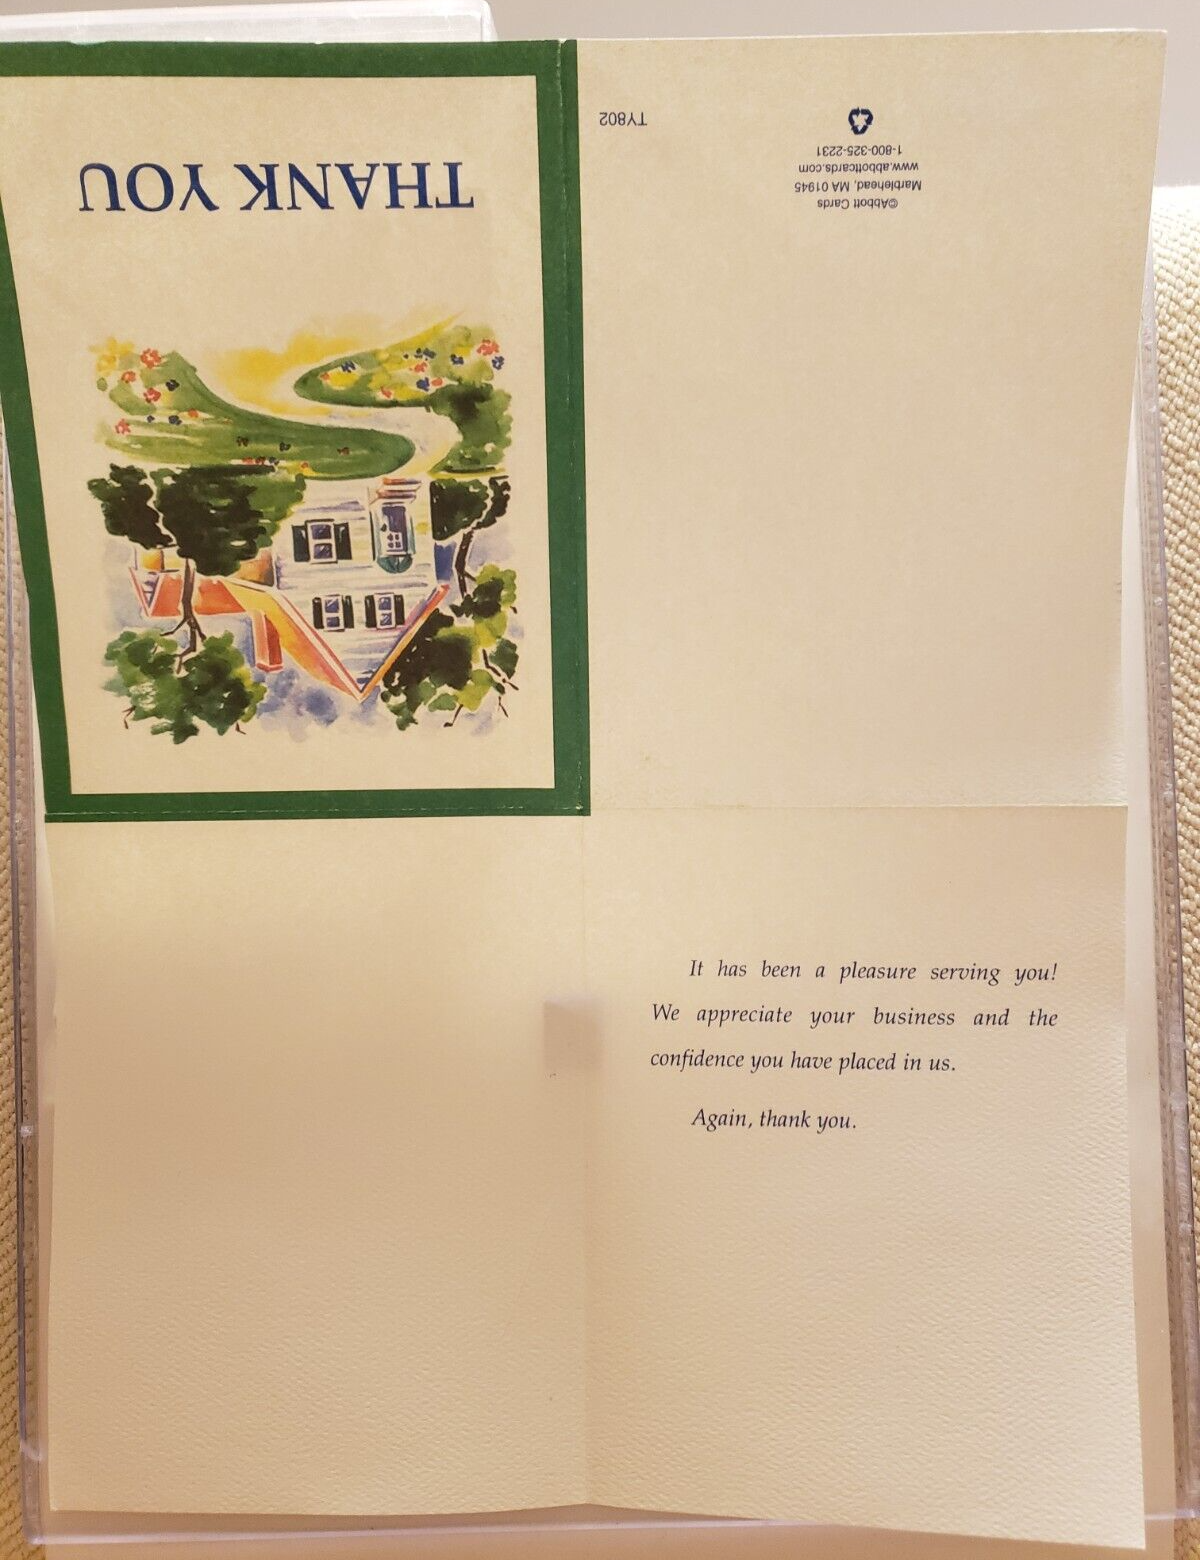 THANK YOU
TY802
©Abbott Cards
Marblehead, MA 01945
www.abbottcards.com
1-800-325-2231
It has been a pleasure serving you!
We appreciate your business and the
confidence you have placed in us.
Again, thank you.